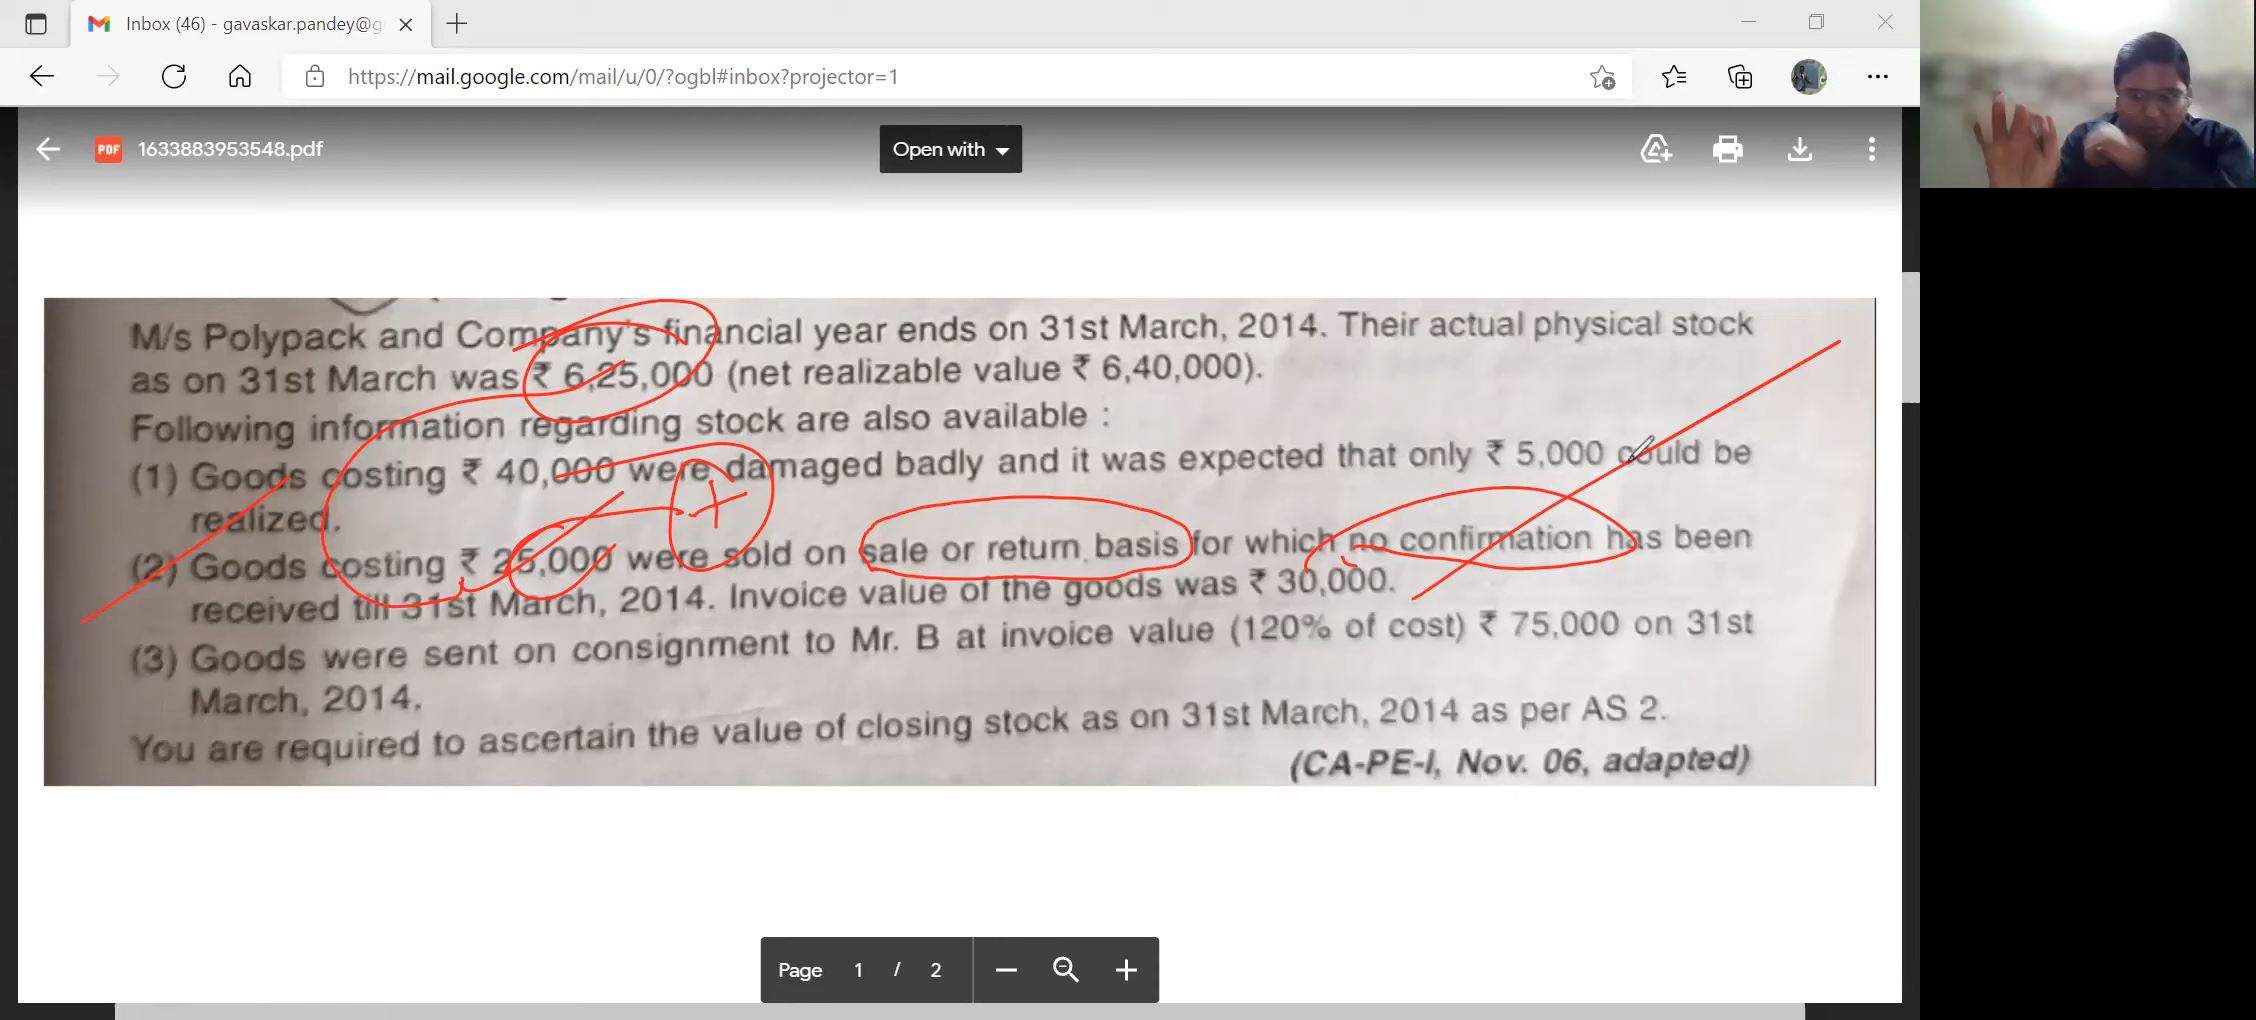 Inbox (46) - gavaskar.pandey@g
https://mail.google.com/mail/u/0/?ogbl#inbox?projector=1
PDF 1633883953548.pdf
Open with
M/s Polypack and Company's financial year ends on 31st March, 2014. Their actual physical stock
as on 31st March was ₹ 6,25,000 (net realizable value ₹ 6,40,000).
Following information regarding stock are also available :
(1) Goods costing ₹ 40,000 were damaged badly and it was expected that only ₹ 5,000 could be
realized.
(2) Goods costing ₹ 25,000 were sold on sale or return basis for which no confirmation has been
received till 31st March, 2014. Invoice value of the goods was ₹ 30,000.
(3) Goods were sent on consignment to Mr. B at invoice value (120% of cost) ₹ 75,000 on 31st
March, 2014.
You are required to ascertain the value of closing stock as on 31st March, 2014 as per AS 2.
(CA-PE-I, Nov. 06, adapted)
+
Page 1 / 2